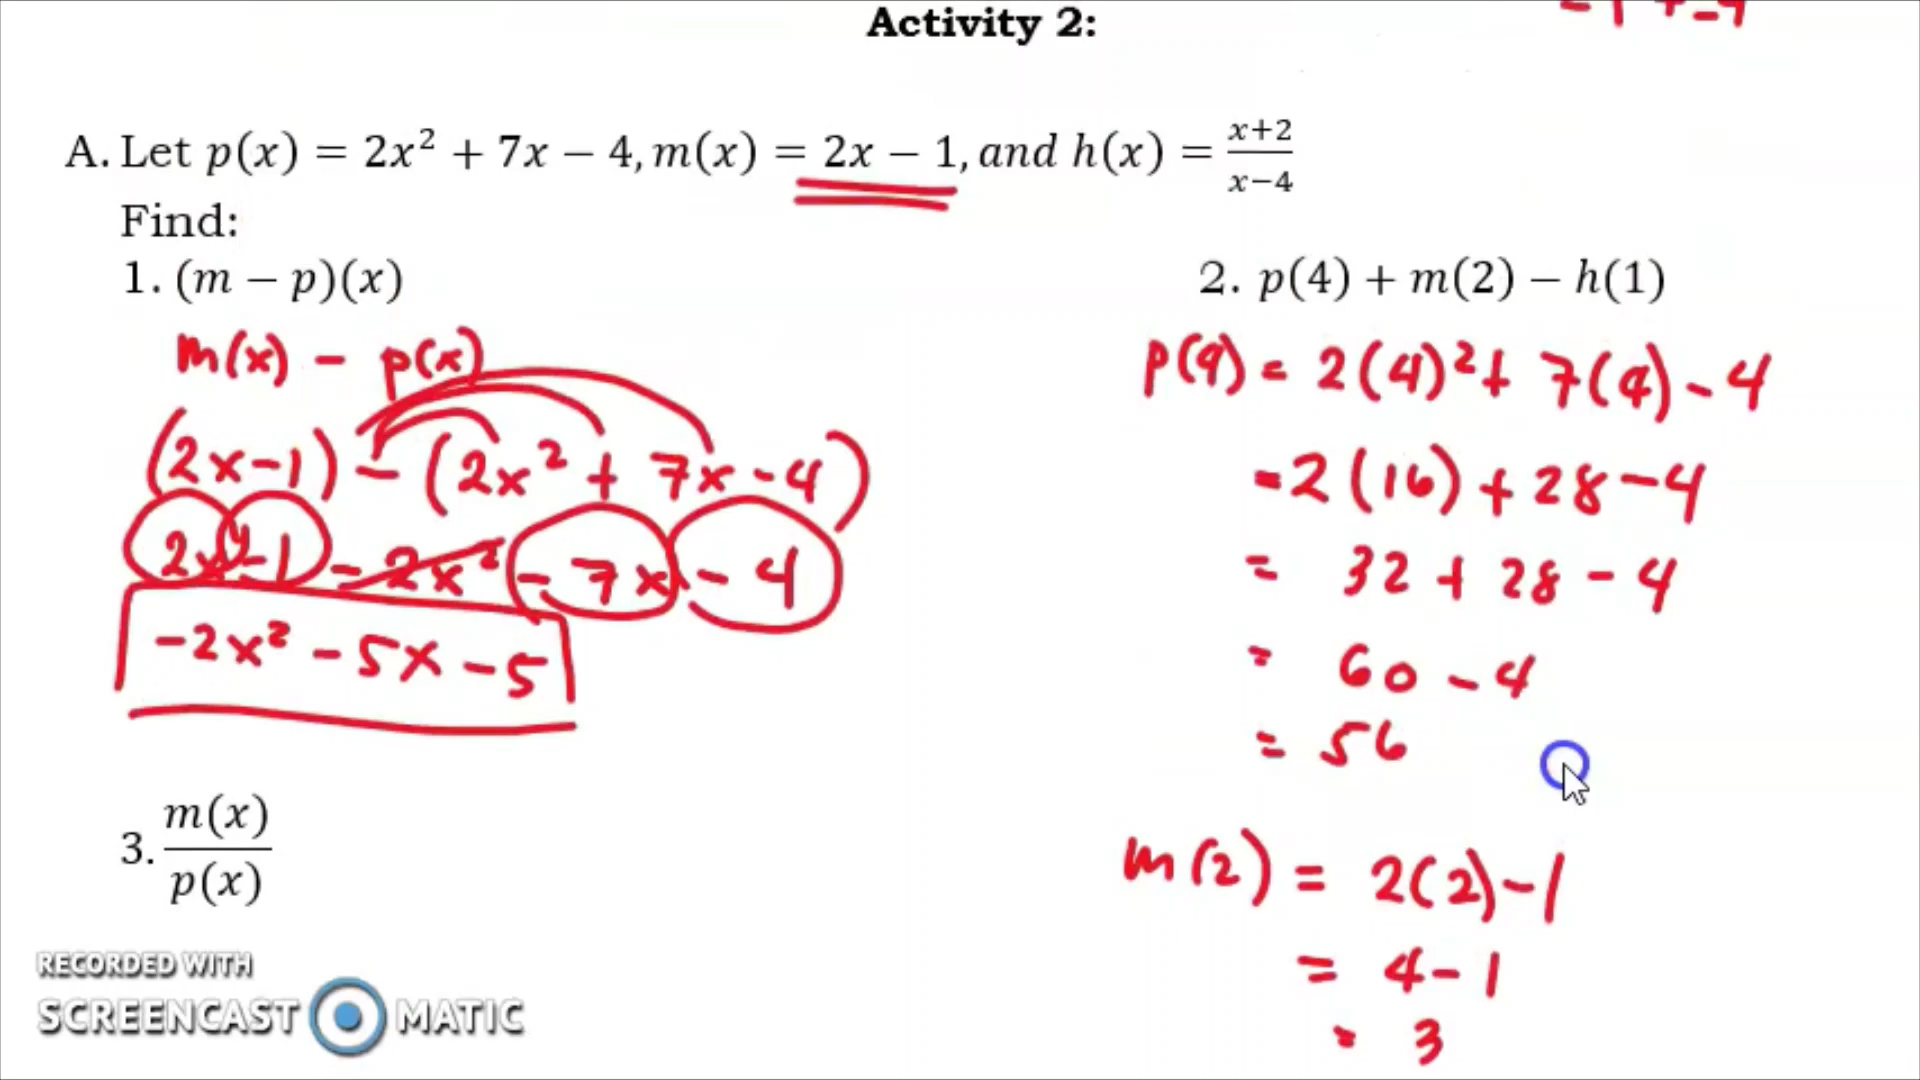 Activity 2:
A. Let p(x) = 2x² + 7x − 4, m(x) = 2x − 1, and h(x) = x+2 / x−4
Find:
1. (m − p)(x)
m(x) − p(x)
(2x−1) − (2x² + 7x −4)
2x −1 − 2x² − 7x − 4
−2x² − 5x − 5
2. p(4) + m(2) − h(1)
p(4) = 2(4)² + 7(4) − 4
= 2(16) + 28 − 4
= 32 + 28 − 4
= 60 − 4
= 56
m(2) = 2(2) − 1
= 4 − 1
= 3
3. m(x) / p(x)
RECORDED WITH
SCREENCAST MATIC